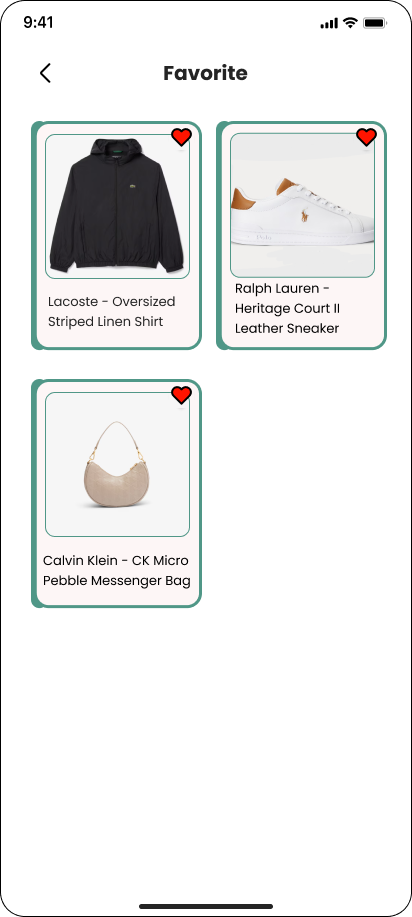 9:41
Favorite
Lacoste - Oversized
Striped Linen Shirt
Ralph Lauren -
Heritage Court II
Leather Sneaker
Polo
Calvin Klein - CK Micro
Pebble Messenger Bag